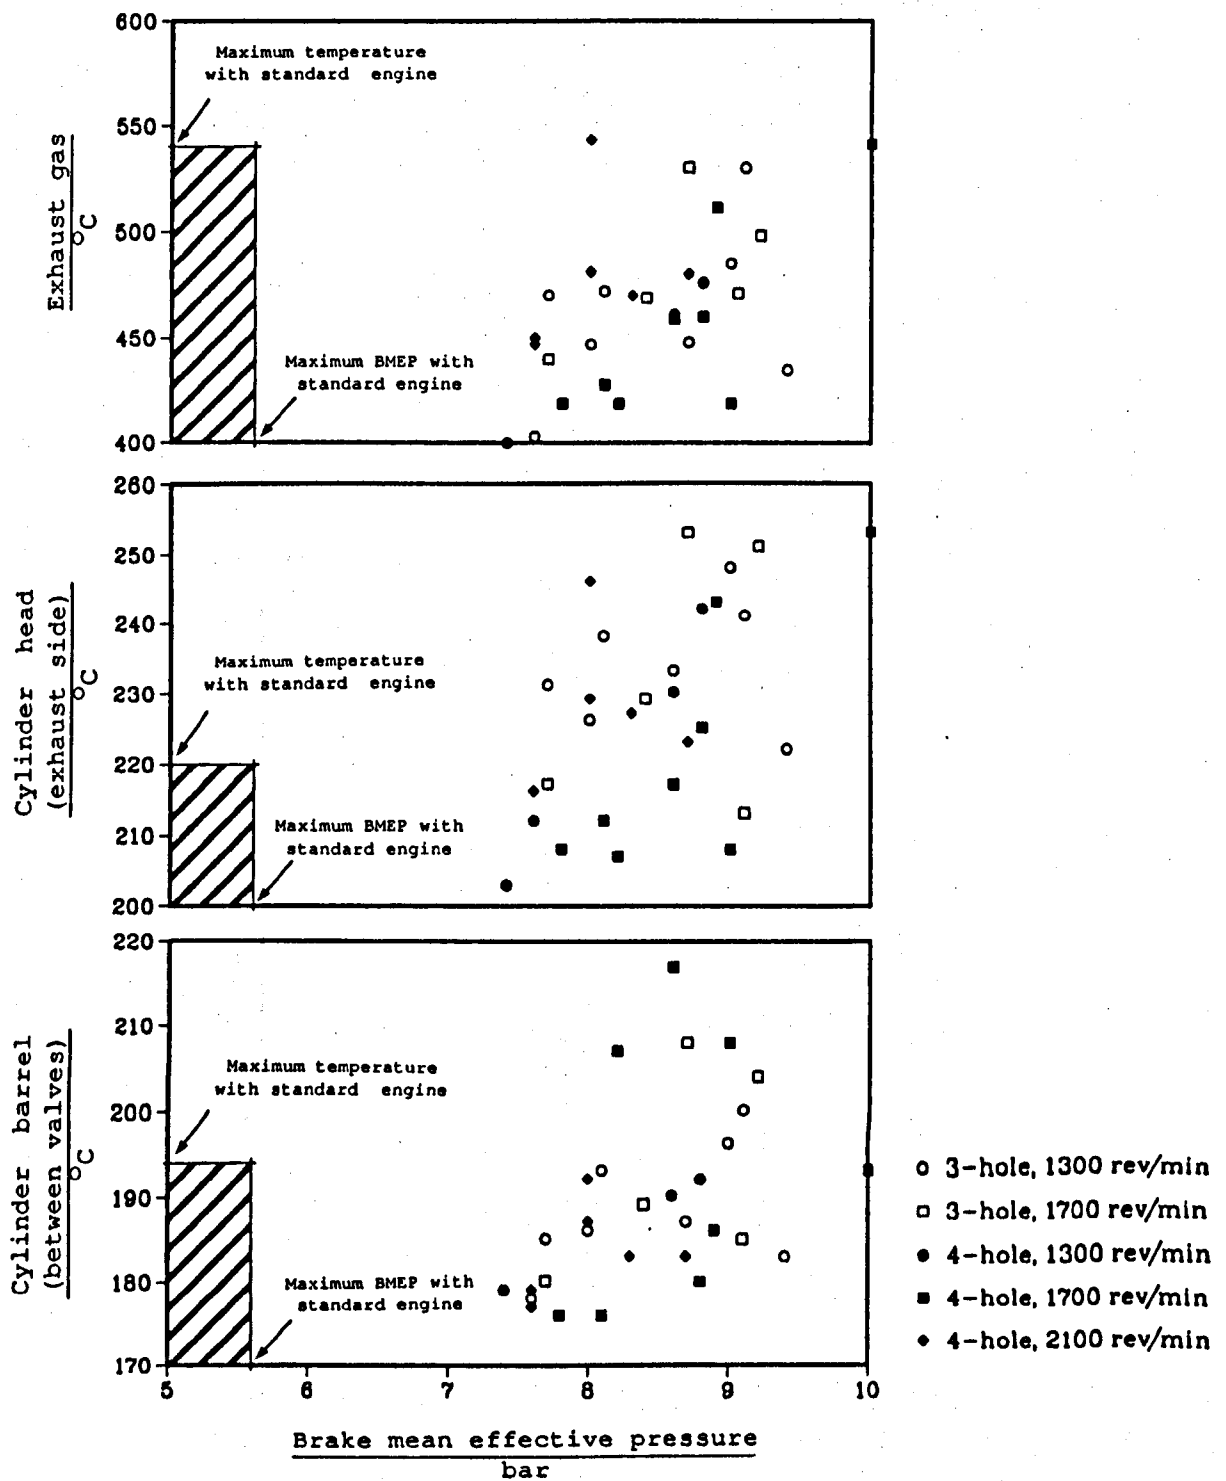 600
550
500
450
400
Exhaust gas
°C
Maximum temperature
with standard engine
Maximum BMEP with
standard engine
260
250
240
230
220
210
200
Cylinder head
(exhaust side)
°C
Maximum temperature
with standard engine
Maximum BMEP with
standard engine
220
210
200
190
180
170
Cylinder barrel
(between valves)
°C
Maximum temperature
with standard engine
Maximum BMEP with
standard engine
5 6 7 8 9 10
Brake mean effective pressure
bar
3-hole, 1300 rev/min
3-hole, 1700 rev/min
4-hole, 1300 rev/min
4-hole, 1700 rev/min
4-hole, 2100 rev/min